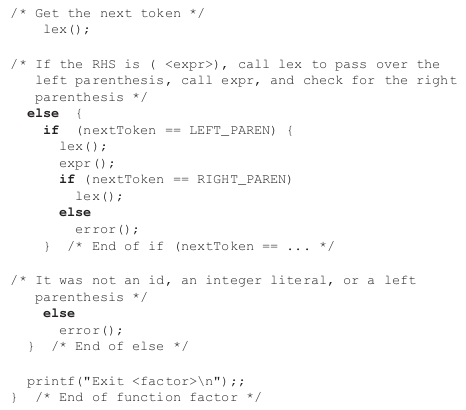 /* Get the next token */
lex();
/* If the RHS is ( <expr>), call lex to pass over the
left parenthesis, call expr, and check for the right
parenthesis */
else {
if (nextToken == LEFT_PAREN) {
lex();
expr();
if (nextToken == RIGHT_PAREN)
lex();
else
error();
} /* End of if (nextToken == ... */
/* It was not an id, an integer literal, or a left
parenthesis */
else
error();
} /* End of else */
printf("Exit <factor>\n");;
} /* End of function factor */